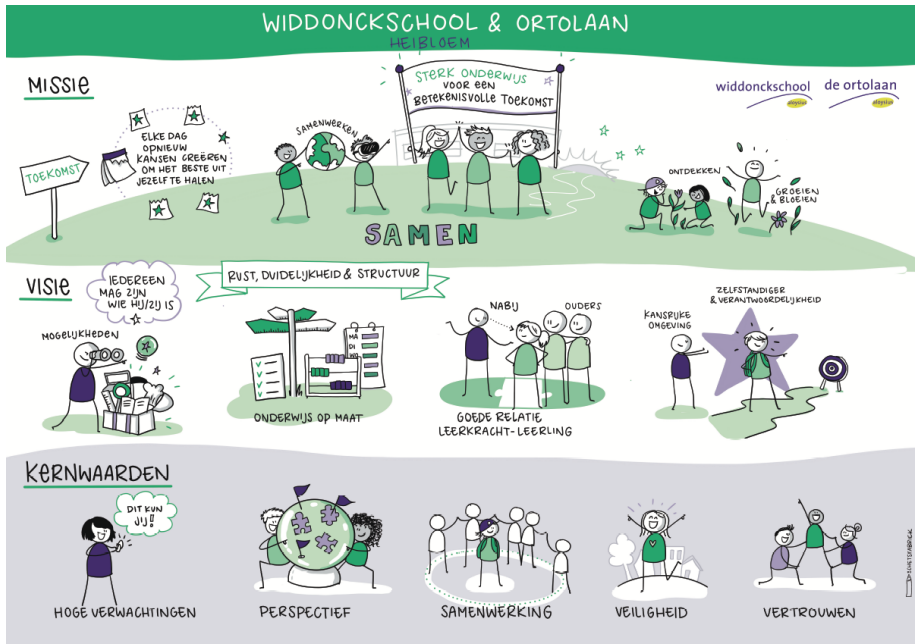 WIDDONCKSCHOOL & ORTOLAAN
HEIBLOEM
MISSIE
STERK ONDERWIJS
VOOR EEN
BETEKENISVOLLE TOEKOMST
widdonckschool
aloysius
de ortolaan
aloysius
TOEKOMST
ELKE DAG
OPNIEUW
KANSEN GREËREN
OM HET BESTE UIT
JEZELF TE HALEN
SAMENWERKEN
ONTDEKKEN
GROEIEN
& BLOEIEN
SAMEN
VISIE
IEDEREEN
MAG ZIJN
WIE HIJ/ZIJ IS
RUST, DUIDELIJKHEID & STRUCTUUR
MOGELIJKHEDEN
MA
DI
WO
ONDERWIJS OP MAAT
NABIJ
OUDERS
GOEDE RELATIE
LEERKRACHT-LEERLING
KANSRIJKE
OMGEVING
ZELFSTANDIGER
& VERANTWOORDELIJKHEID
KERNWAARDEN
DIT KUN
JIJ!!
HOGE VERWACHTINGEN
PERSPECTIEF
SAMENWERKING
VEILIGHEID
VERTROUWEN